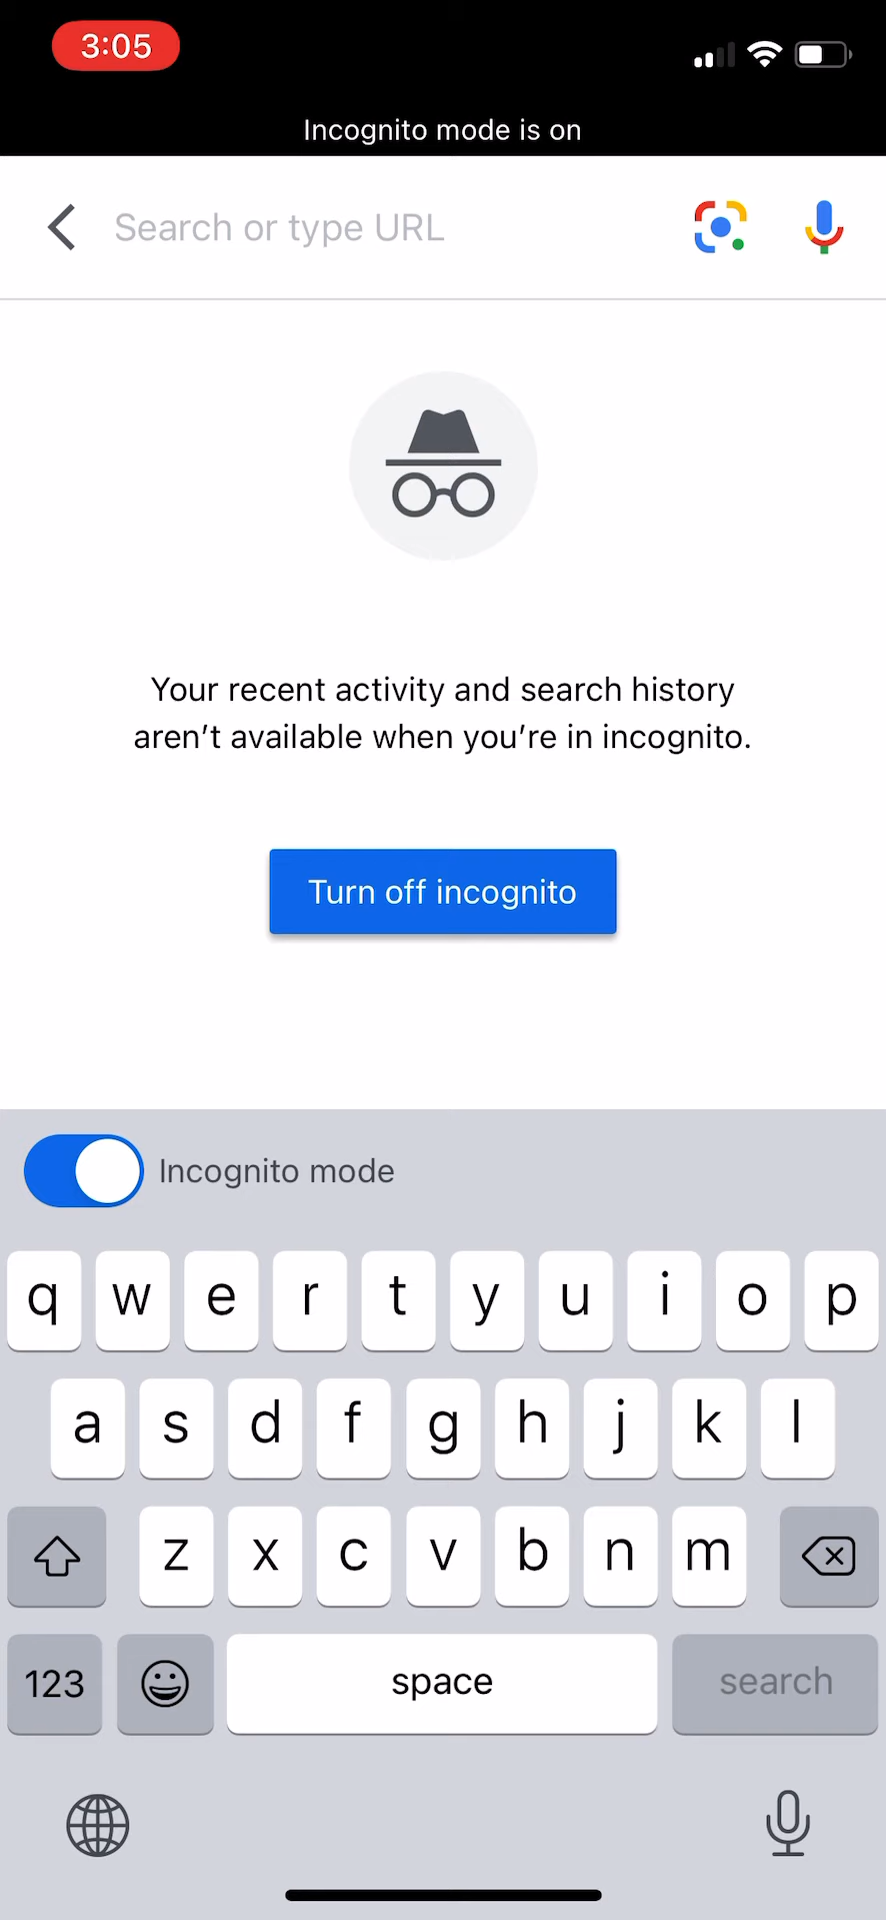 3:05
Incognito mode is on
Search or type URL
Your recent activity and search history
aren’t available when you’re in incognito.
Turn off incognito
Incognito mode
q w e r t y u i o p
a s d f g h j k l
z x c v b n m
123 space search